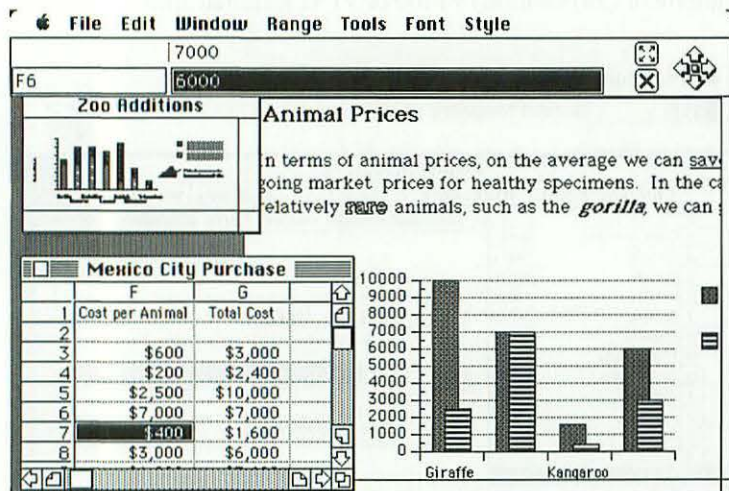 File Edit Window Range Tools Font Style
7000
F6 6000
Zoo Additions
Animal Prices
In terms of animal prices, on the average we can save
going market prices for healthy specimens. In the ca
relatively rare animals, such as the gorilla, we can
Mexico City Purchase
F G
1 Cost per Animal Total Cost
2
3 $600 $3,000
4 $200 $2,400
5 $2,500 $10,000
6 $7,000 $7,000
7 $400 $1,600
8 $3,000 $6,000
10000
9000
8000
7000
6000
5000
4000
3000
2000
1000
0
Giraffe Kangaroo